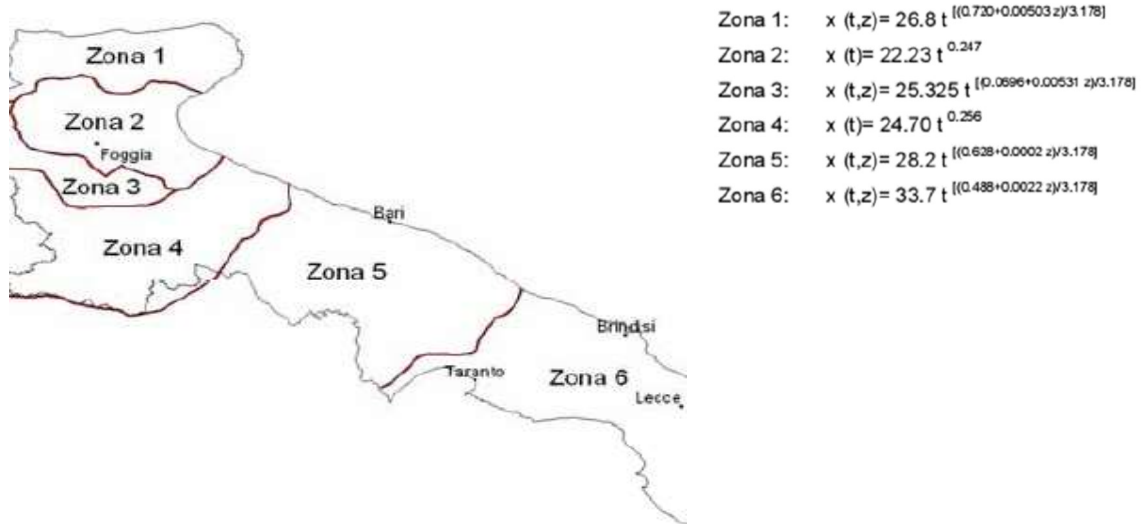 Zona 1
Zona 2
Foggia
Zona 3
Zona 4
Bari
Zona 5
Brindisi
Taranto
Zona 6
Lecce
Zona 1: x (t,z)= 26.8 t [(0.720+0.00503 z)/3.178]
Zona 2: x (t)= 22.23 t 0.247
Zona 3: x (t,z)= 25.325 t [(0.0696+0.00531 z)/3.178]
Zona 4: x (t)= 24.70 t 0.256
Zona 5: x (t,z)= 28.2 t [(0.628+0.0002 z)/3.178]
Zona 6: x (t,z)= 33.7 t [(0.488+0.0022 z)/3.178]